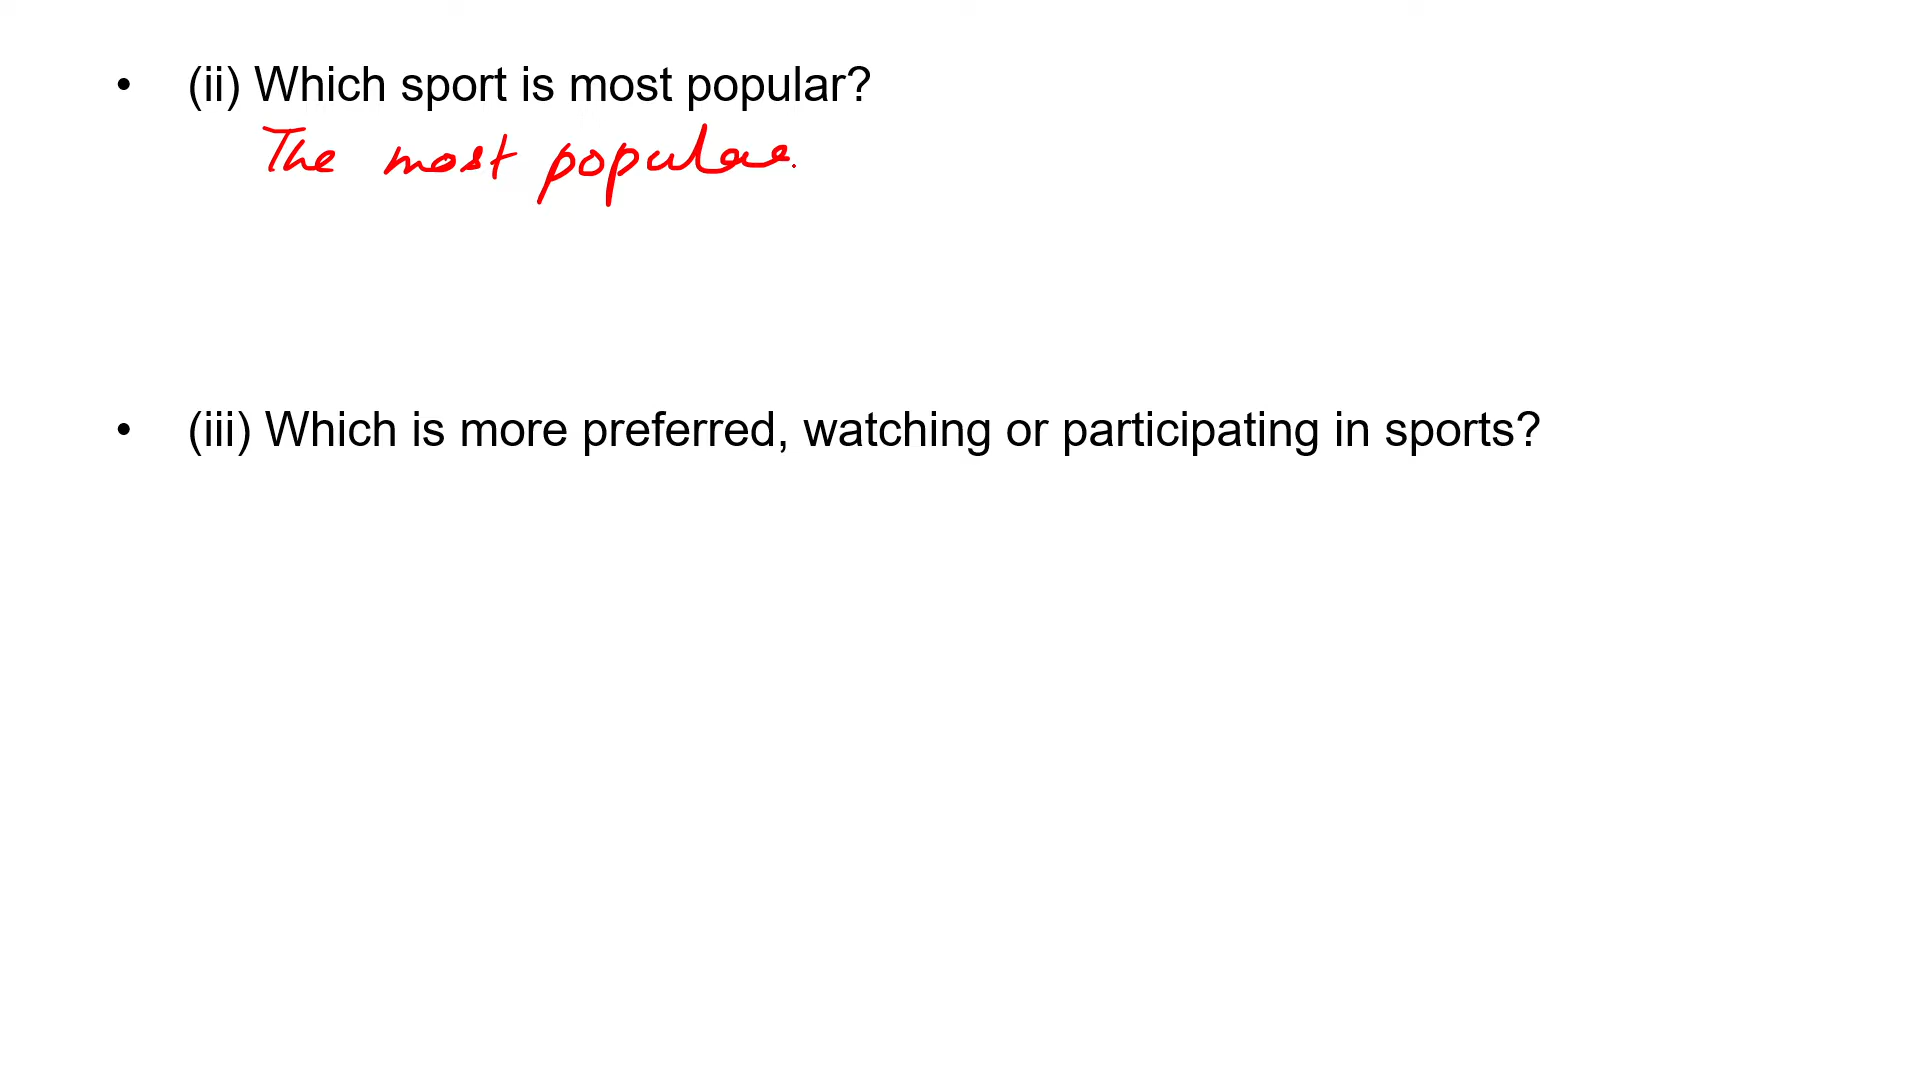 • (ii) Which sport is most popular?
The most popular
• (iii) Which is more preferred, watching or participating in sports?